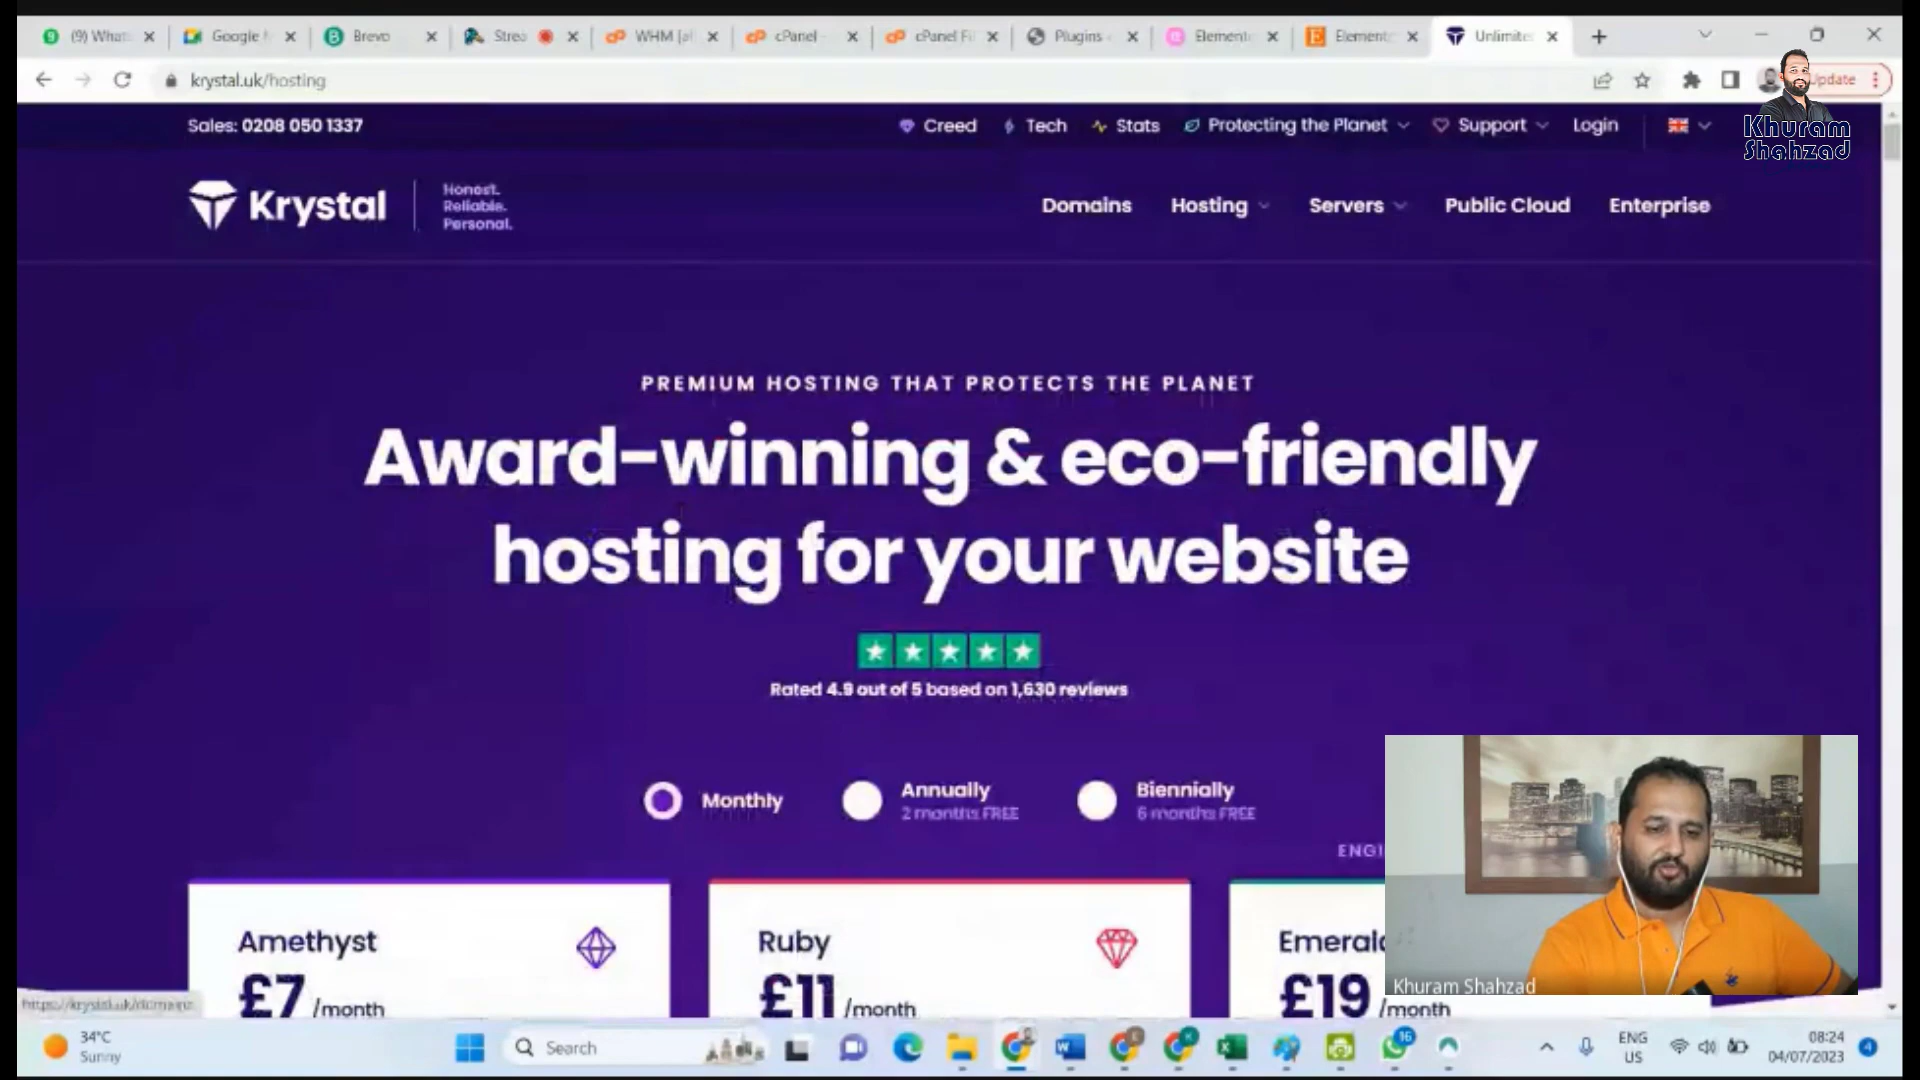 (9) What
Google
Brevo
Strea
WHM [al
cPanel -
cPanel Fi
Plugins -
Elemento
Element
Unlimite
krystal.uk/hosting
Update
Sales: 0208 050 1337
Creed
Tech
Stats
Protecting the Planet
Support
Login
Khuram
Shahzad
Krystal
Honest.
Reliable.
Personal.
Domains
Hosting
Servers
Public Cloud
Enterprise
PREMIUM HOSTING THAT PROTECTS THE PLANET
Award-winning & eco-friendly
hosting for your website
Rated 4.9 out of 5 based on 1,630 reviews
Monthly
Annually
2 months FREE
Biennially
6 months FREE
ENGI
Amethyst
£7 /month
Ruby
£11 /month
Emerald
£19 /month
Khuram Shahzad
https://krystal.uk/domains
34°C
Sunny
Search
16
ENG
US
08:24
04/07/2023
4